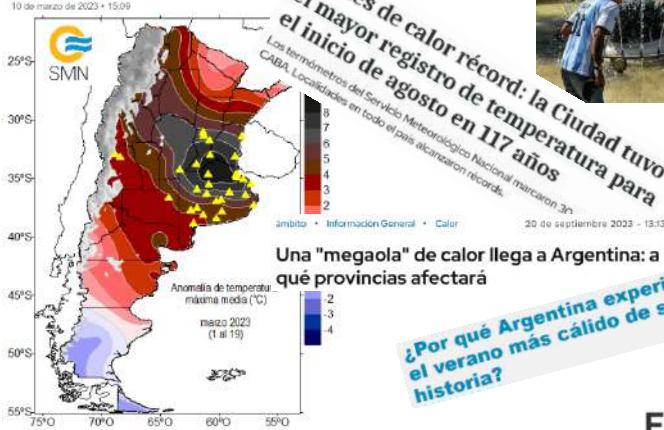 10 de marzo de 2023 • 15:09
es de calor récord: la Ciudad tuvo
el mayor registro de temperatura para
el inicio de agosto en 117 años
Los termómetros del Servicio Meteorológico Nacional marcaron 30
CABA. Localidades en todo el país alcanzaron récords.
SMN
25°S
30°S
35°S
40°S
45°S
50°S
55°S
75°O
70°O
65°O
60°O
55°O
8
7
6
5
4
3
2
-2
-3
-4
Anomalía de temperatu
máxima media (°C)
marzo 2023
(1 al 19)
ámbito • Información General • Calor
20 de septiembre 2023 - 13:13
Una "megaola" de calor llega a Argentina: a
qué provincias afectará
¿Por qué Argentina experi
el verano más cálido de s
historia?